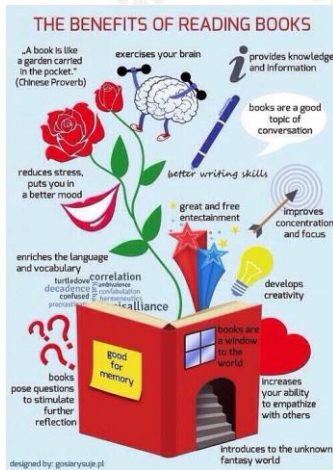 THE BENEFITS OF READING BOOKS
„A book is like
a garden carried
in the pocket."
(Chinese Proverb)
exercises your brain
provides knowledge
and information
books are a good
topic of
conversation
reduces stress,
puts you in
a better mood
better writing skills
great and free
entectainment
improves
concentration
and focus
enriches the language
and vocabulary
turtledove
correlation
decadence
ambivalence
confabulation
confused
hermeneutics
alliance
develops
creativity
books are
a window
to the
world
good
for
memory
books
pose questions
to stimulate
further
reflection
increases
your ability
to empathize
with others
introduces to the unknown
fantasy world
designed by: gosiarysuje.pl